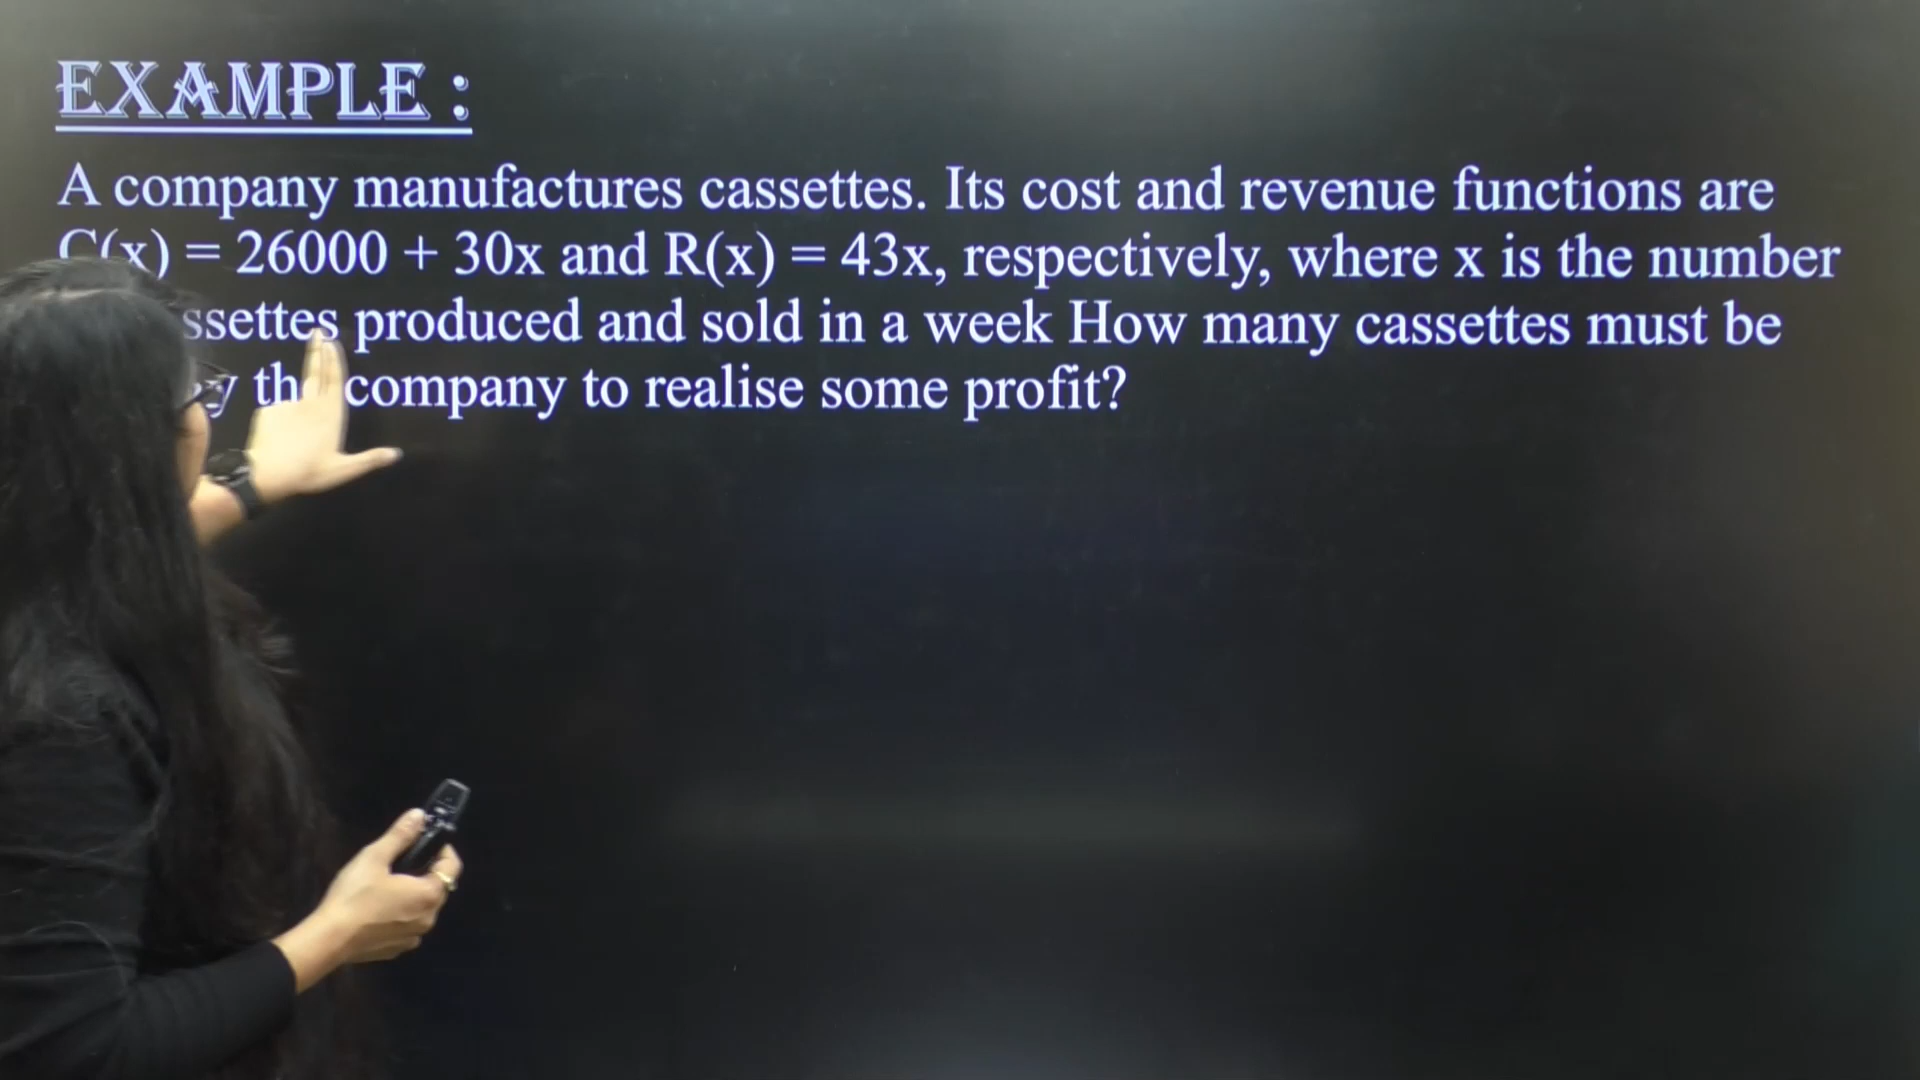 EXAMPLE :
A company manufactures cassettes. Its cost and revenue functions are
C(x) = 26000 + 30x and R(x) = 43x, respectively, where x is the number
produced and sold in a week How many cassettes must be
company to realise some profit?